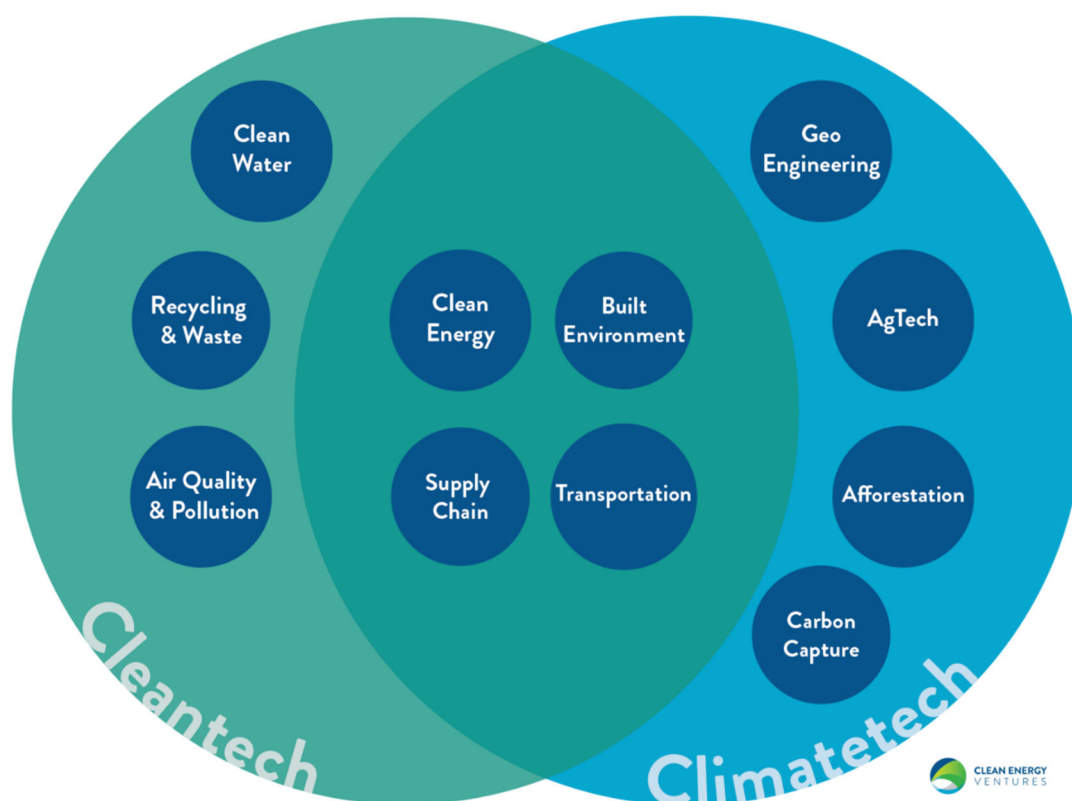 Clean
Water
Geo
Engineering
Recycling
& Waste
Clean
Energy
Built
Environment
AgTech
Air Quality
& Pollution
Supply
Chain
Transportation
Afforestation
Carbon
Capture
Cleantech
Climatetech
CLEAN ENERGY
VENTURES